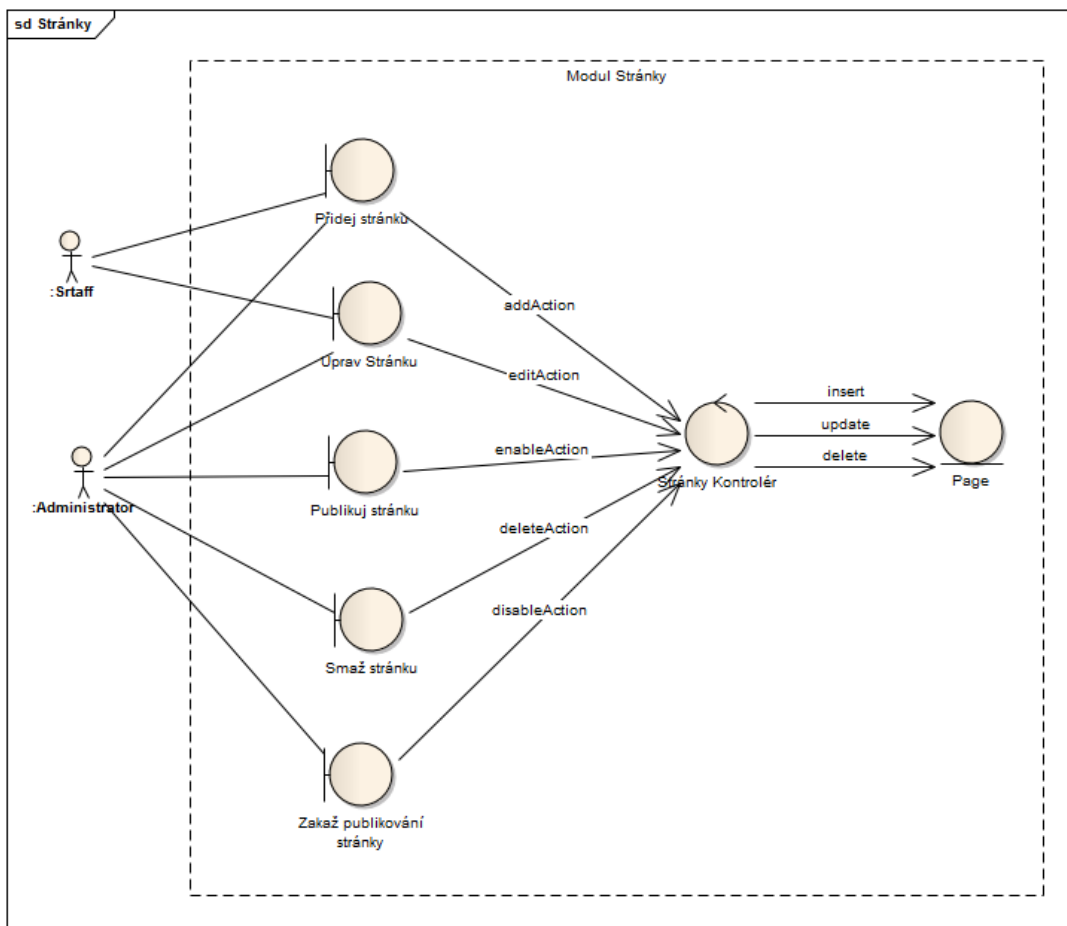 sd Stránky
Modul Stránky
Přidej stránku
:Srtaff
addAction
Uprav Stránku
editAction
insert
update
delete
enableAction
Stránky Kontrolér
Page
:Administrator
Publikuj stránku
deleteAction
disableAction
Smaž stránku
Zakaž publikování
stránky